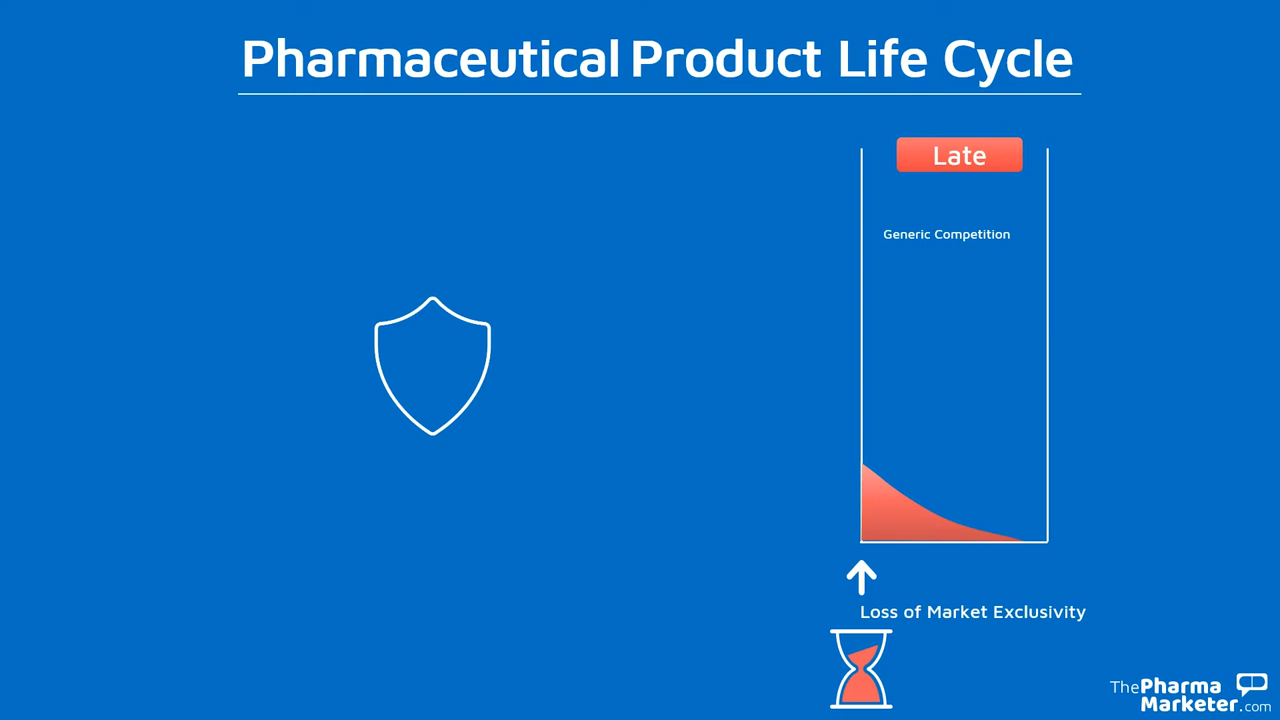 Pharmaceutical Product Life Cycle
Late
Generic Competition
Loss of Market Exclusivity
ThePharma
Marketer.com